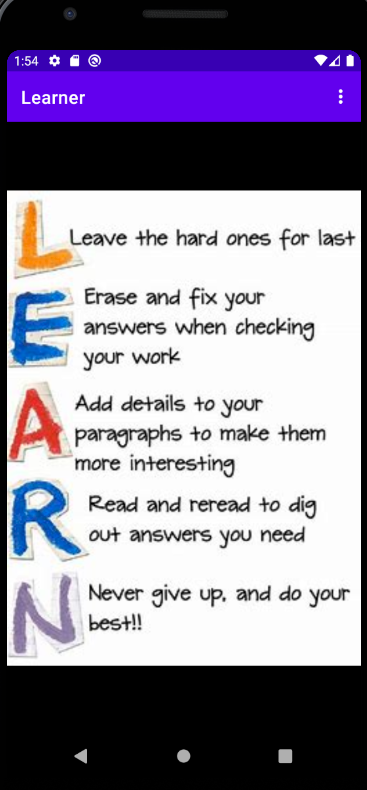 1:54
Learner
L
Leave the hard ones for last
E
Erase and fix your
answers when checking
your work
A
Add details to your
paragraphs to make them
more interesting
R
Read and reread to dig
out answers you need
N
Never give up, and do your
best!!